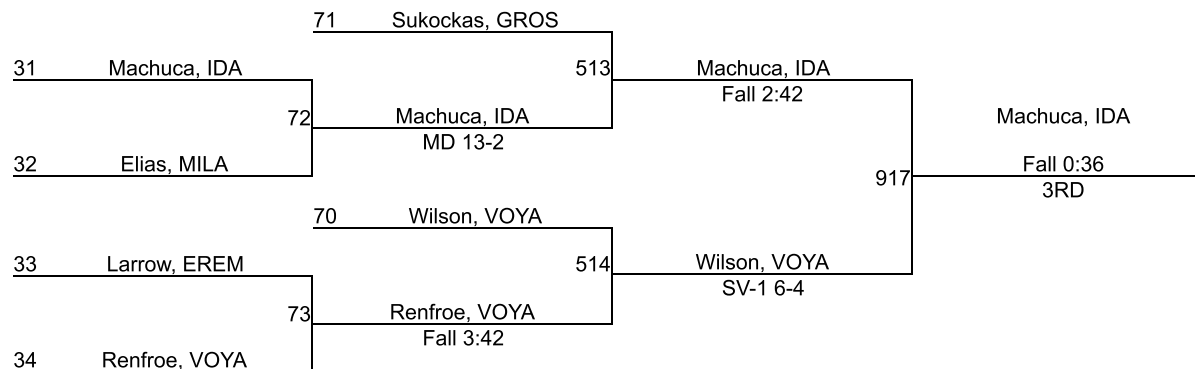 71 Sukockas, GROS
31 Machuca, IDA
513 Machuca, IDA
Fall 2:42
72 Machuca, IDA
MD 13-2
Machuca, IDA
32 Elias, MILA
917 Fall 0:36
3RD
70 Wilson, VOYA
33 Larrow, EREM
514 Wilson, VOYA
SV-1 6-4
73 Renfroe, VOYA
Fall 3:42
34 Renfroe, VOYA